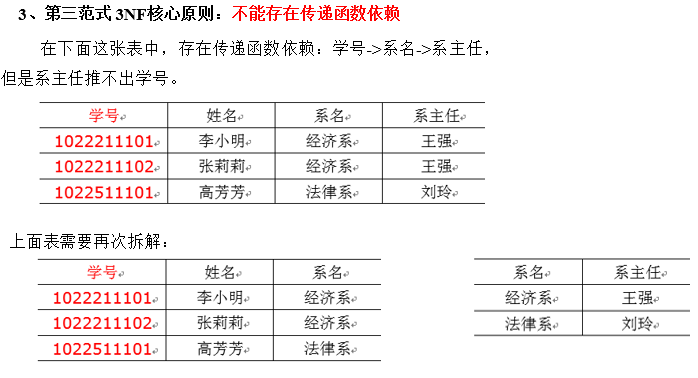 3、第三范式 3NF核心原则：不能存在传递函数依赖
在下面这张表中，存在传递函数依赖：学号->系名->系主任，
但是系主任推不出学号。
学号 姓名 系名 系主任
1022211101 李小明 经济系 王强
1022211102 张莉莉 经济系 王强
1022511101 高芳芳 法律系 刘玲
上面表需要再次拆解：
学号 姓名 系名 系名 系主任
1022211101 李小明 经济系 经济系 王强
1022211102 张莉莉 经济系 法律系 刘玲
1022511101 高芳芳 法律系